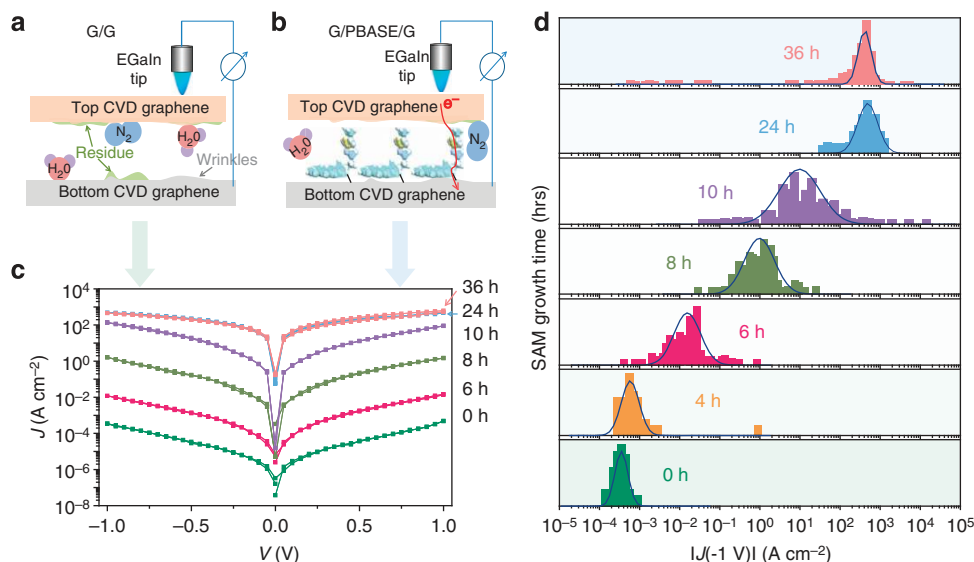 a
G/G
EGaIn
tip
Top CVD graphene
N2
H20
Residue
H20
Wrinkles
Bottom CVD graphene
b
G/PBASE/G
EGaIn
tip
Top CVD graphene
e−
H20
N2
Bottom CVD graphene
c
J (A cm−2)
10^4
10^2
10^0
10^−2
10^−4
10^−6
10^−8
−1.0
−0.5
0.0
0.5
1.0
V (V)
36 h
24 h
10 h
8 h
6 h
0 h
d
SAM growth time (hrs)
36 h
24 h
10 h
8 h
6 h
4 h
0 h
10^−5
10^−4
10^−3
10^−2
10^−1
10^0
10^1
10^2
10^3
10^4
10^5
IJ(-1 V)I (A cm−2)